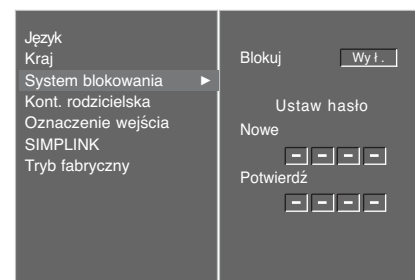 Język
Kraj
System blokowania ►
Kont. rodzicielska
Oznaczenie wejścia
SIMPLINK
Tryb fabryczny
Blokuj Wył.
Ustaw hasło
Nowe
– – – –
Potwierdź
– – – –